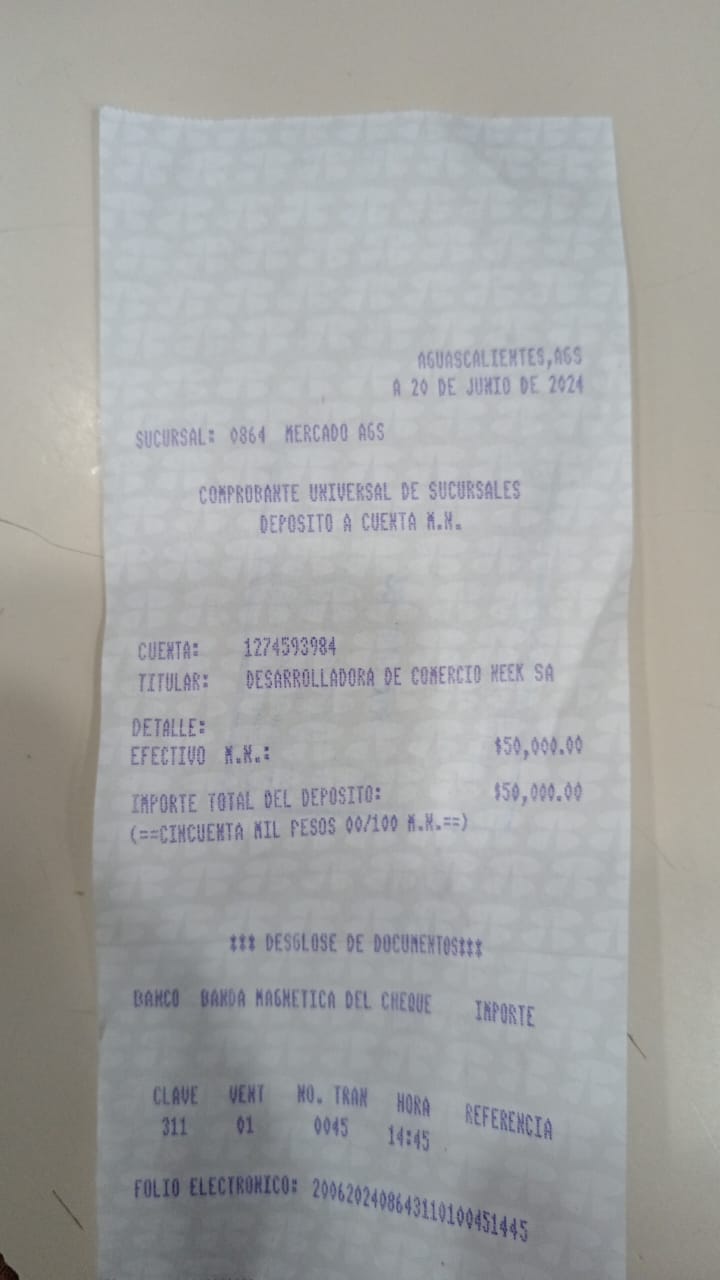 AGUASCALIENTES,AGS
A 20 DE JUNIO DE 2024
SUCURSAL: 0864 MERCADO AGS
COMPROBANTE UNIVERSAL DE SUCURSALES
DEPOSITO A CUENTA M.N.
CUENTA: 1274593984
TITULAR: DESARROLLADORA DE COMERCIO WEEK SA
DETALLE:
EFECTIVO M.N.: $50,000.00
IMPORTE TOTAL DEL DEPOSITO: $50,000.00
(==CINCUENTA MIL PESOS 00/100 M.N.==)
*** DESGLOSE DE DOCUMENTOS***
BANCO BANDA MAGNETICA DEL CHEQUE IMPORTE
CLAVE VENT NO. TRAN HORA REFERENCIA
311 01 0045 14:45
FOLIO ELECTRONICO: 2006202408643110100451445